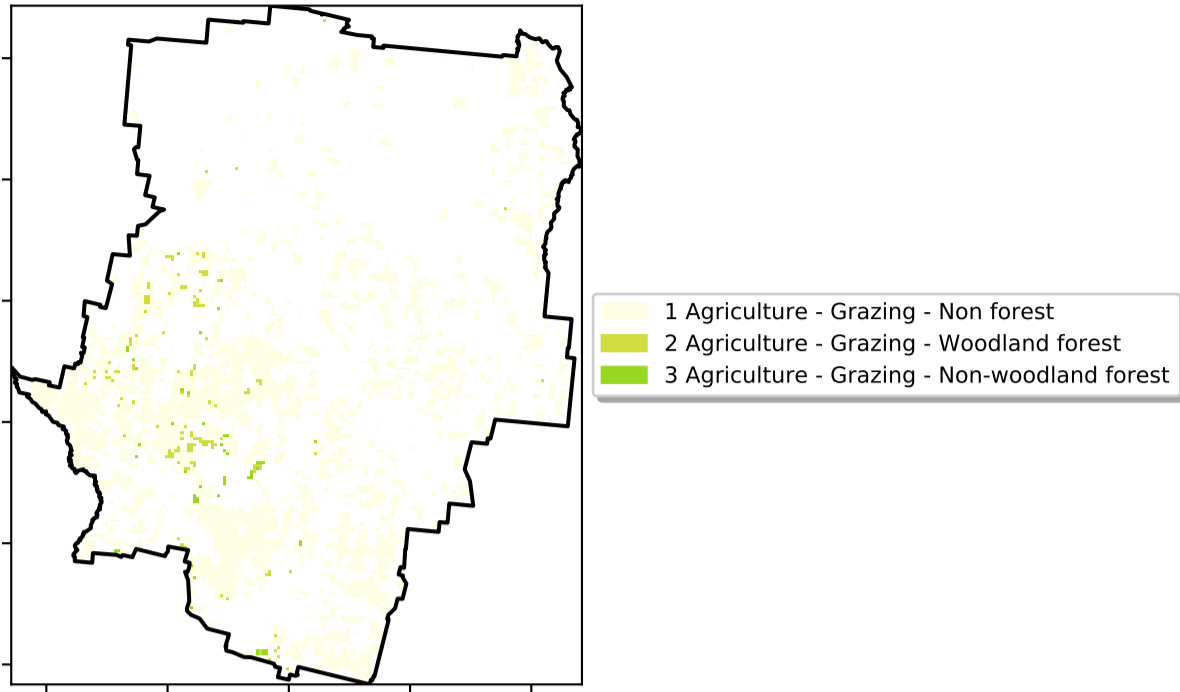 1 Agriculture - Grazing - Non forest
2 Agriculture - Grazing - Woodland forest
3 Agriculture - Grazing - Non-woodland forest